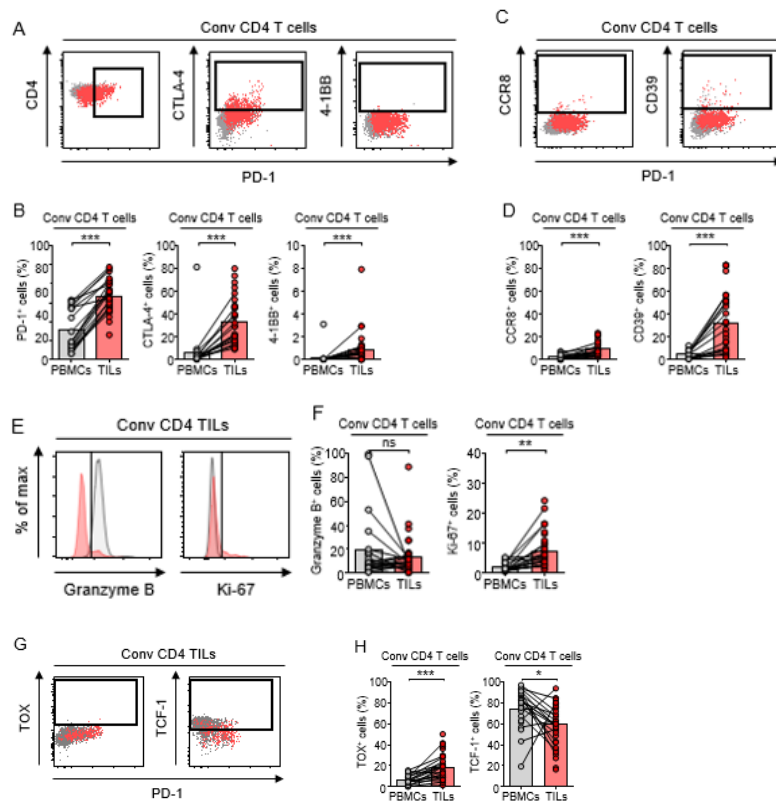 A
Conv CD4 T cells
CD4
CTLA-4
4-1BB
PD-1
C
Conv CD4 T cells
CCR8
CD39
PD-1
B
Conv CD4 T cells
***
PD-1⁺ cells (%)
100
80
60
40
20
0
PBMCs TILs
Conv CD4 T cells
***
CTLA-4⁺ cells (%)
100
80
60
40
20
0
PBMCs TILs
Conv CD4 T cells
***
4-1BB⁺ cells (%)
10
8
6
4
2
0
PBMCs TILs
D
Conv CD4 T cells
***
CCR8⁺ cells (%)
100
80
60
40
20
0
PBMCs TILs
Conv CD4 T cells
***
CD39⁺ cells (%)
100
80
60
40
20
0
PBMCs TILs
E
Conv CD4 TILs
% of max
Granzyme B
Ki-67
F
Conv CD4 T cells
ns
Granzyme B⁺ cells (%)
100
80
60
40
20
0
PBMCs TILs
Conv CD4 T cells
**
Ki-67⁺ cells (%)
40
30
20
10
0
PBMCs TILs
G
Conv CD4 TILs
TOX
TCF-1
PD-1
H
Conv CD4 T cells
***
TOX⁺ cells (%)
100
80
60
40
20
0
PBMCs TILs
Conv CD4 T cells
*
TCF-1⁺ cells (%)
100
80
60
40
20
0
PBMCs TILs